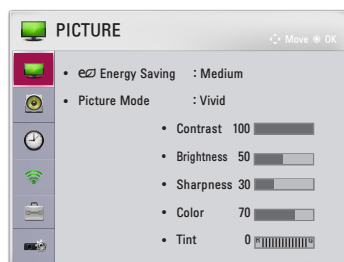 PICTURE
Move OK
• Energy Saving : Medium
• Picture Mode : Vivid
• Contrast 100
• Brightness 50
• Sharpness 30
• Color 70
• Tint 0 R G